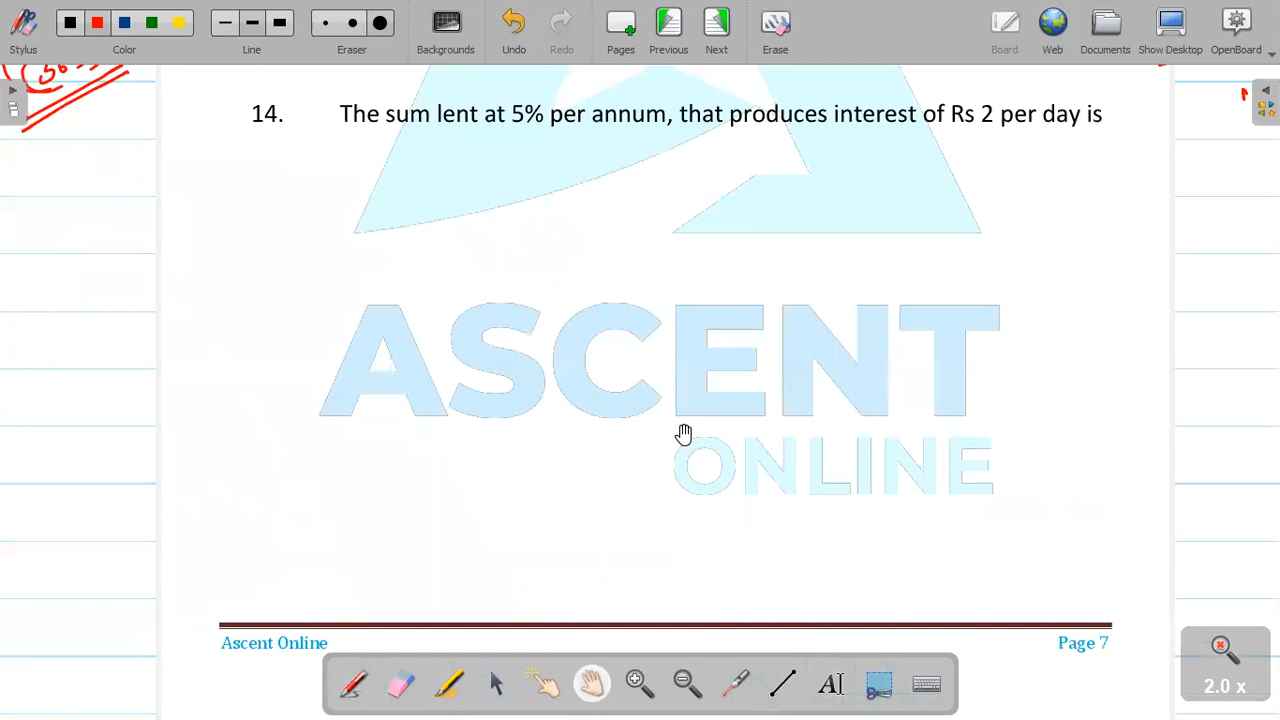 Stylus Color Line Eraser Backgrounds Undo Redo Pages Previous Next Erase Board Web Documents Show Desktop OpenBoard
14. The sum lent at 5% per annum, that produces interest of Rs 2 per day is
ASCENT
ONLINE
Ascent Online Page 7
2.0 x